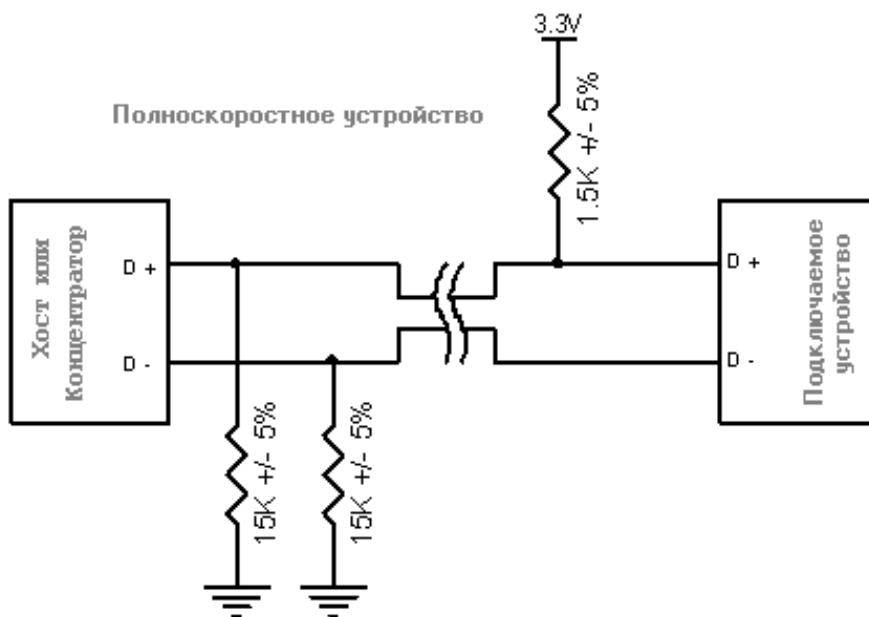 3.3V
Полноскоростное устройство
1.5K +/- 5%
Хост или
Концентратор
D +
D -
D +
D -
Подключаемое
устройство
15K +/- 5%
15K +/- 5%